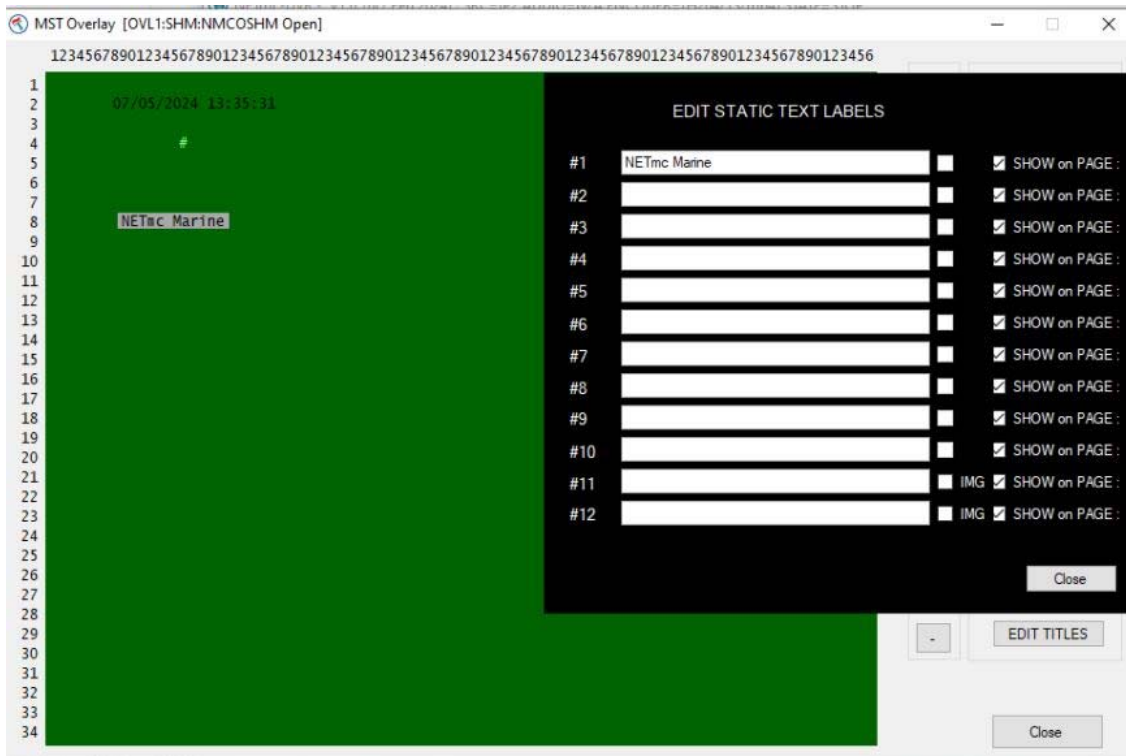 MST Overlay [OVL1:SHM:NMCOSHM Open]
12345678901234567890123456789012345678901234567890123456789012345678901234567890123456
1
2 07/05/2024 13:35:31
3
4 #
5
6
7
8 NETmc Marine
9
10
11
12
13
14
15
16
17
18
19
20
21
22
23
24
25
26
27
28
29
30
31
32
33
34
EDIT STATIC TEXT LABELS
#1 NETmc Marine SHOW on PAGE :
#2 SHOW on PAGE :
#3 SHOW on PAGE :
#4 SHOW on PAGE :
#5 SHOW on PAGE :
#6 SHOW on PAGE :
#7 SHOW on PAGE :
#8 SHOW on PAGE :
#9 SHOW on PAGE :
#10 SHOW on PAGE :
#11 IMG SHOW on PAGE :
#12 IMG SHOW on PAGE :
Close
- EDIT TITLES
Close